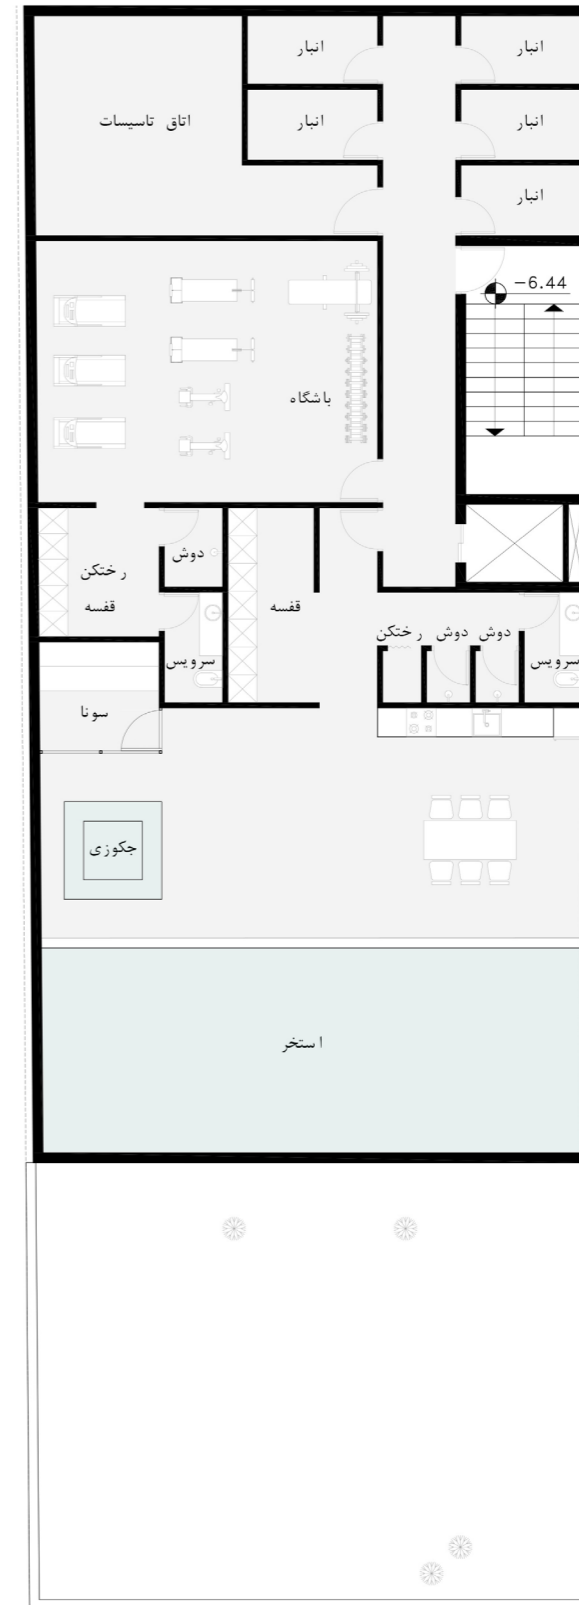 انبار
انبار
اتاق تاسیسات
انبار
انبار
انبار
-6.44
باشگاه
دوش
رختکن
قفسه
قفسه
سرویس
رختکن
دوش
دوش
سرویس
سونا
جکوزی
استخر